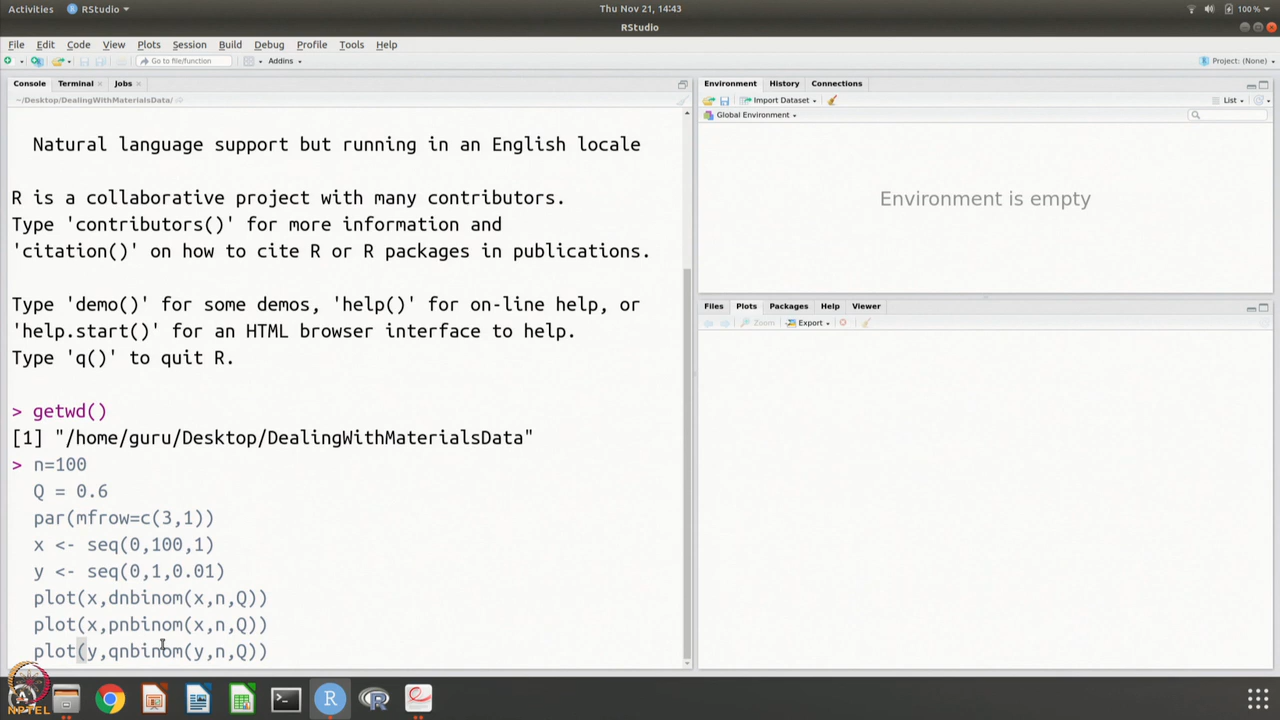 Activities RStudio Thu Nov 21, 14:43 100%
RStudio
File Edit Code View Plots Session Build Debug Profile Tools Help
Go to file/function Addins Project: (None)
Console Terminal Jobs
~/Desktop/DealingWithMaterialsData/
Natural language support but running in an English locale
R is a collaborative project with many contributors.
Type 'contributors()' for more information and
'citation()' on how to cite R or R packages in publications.
Type 'demo()' for some demos, 'help()' for on-line help, or
'help.start()' for an HTML browser interface to help.
Type 'q()' to quit R.
> getwd()
[1] "/home/guru/Desktop/DealingWithMaterialsData"
> n=100
Q = 0.6
par(mfrow=c(3,1))
x <- seq(0,100,1)
y <- seq(0,1,0.01)
plot(x,dnbinom(x,n,Q))
plot(x,pnbinom(x,n,Q))
plot(y,qnbinom(y,n,Q))
Environment History Connections
Import Dataset List
Global Environment
Environment is empty
Files Plots Packages Help Viewer
Zoom Export
NPTEL